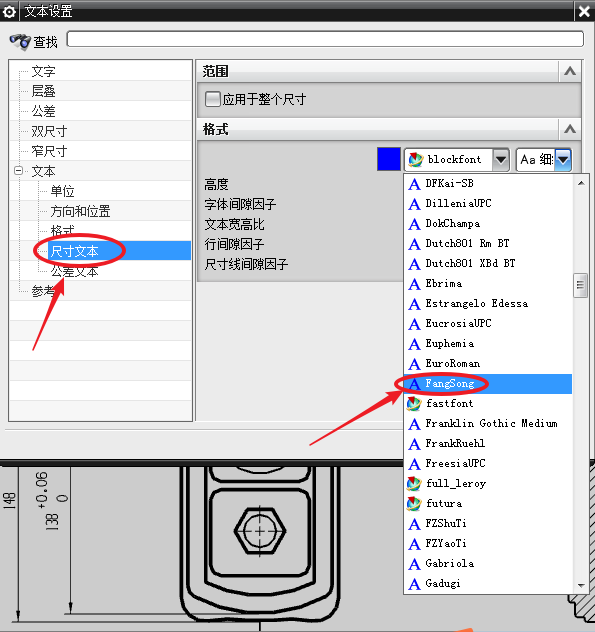 文本设置
查找
文字
层叠
公差
双尺寸
窄尺寸
文本
单位
方向和位置
格式
尺寸文本
公差文本
参考
范围
应用于整个尺寸
格式
blockfont
Aa 细
高度
字体间隙因子
文本宽高比
行间隙因子
尺寸线间隙因子
DFKai-SB
DilleniaUPC
DokChampa
Dutch801 Rm BT
Dutch801 XBd BT
Ebrima
Estrangelo Edessa
EucrosiaUPC
Euphemia
EuroRoman
FangSong
fastfont
Franklin Gothic Medium
FrankRuehl
FreesiaUPC
full_leroy
futura
FZShuTi
FZYaoTi
Gabriola
Gadugi
148
138 +0.06
0